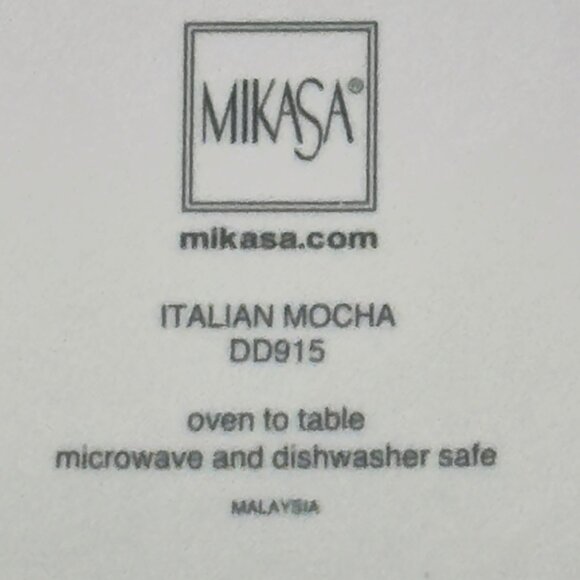 MIKASA®
mikasa.com
ITALIAN MOCHA
DD915
oven to table
microwave and dishwasher safe
MALAYSIA